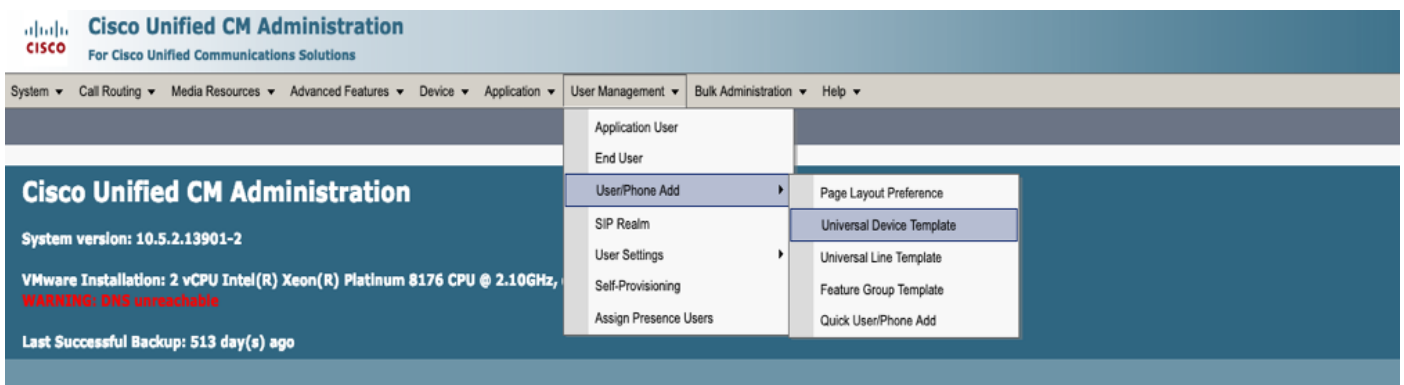 CISCO
Cisco Unified CM Administration
For Cisco Unified Communications Solutions
System Call Routing Media Resources Advanced Features Device Application User Management Bulk Administration Help
Application User
End User
User/Phone Add
SIP Realm
User Settings
Self-Provisioning
Assign Presence Users
Page Layout Preference
Universal Device Template
Universal Line Template
Feature Group Template
Quick User/Phone Add
Cisco Unified CM Administration
System version: 10.5.2.13901-2
VMware Installation: 2 vCPU Intel(R) Xeon(R) Platinum 8176 CPU @ 2.10GHz,
WARNING: DNS unreachable
Last Successful Backup: 513 day(s) ago